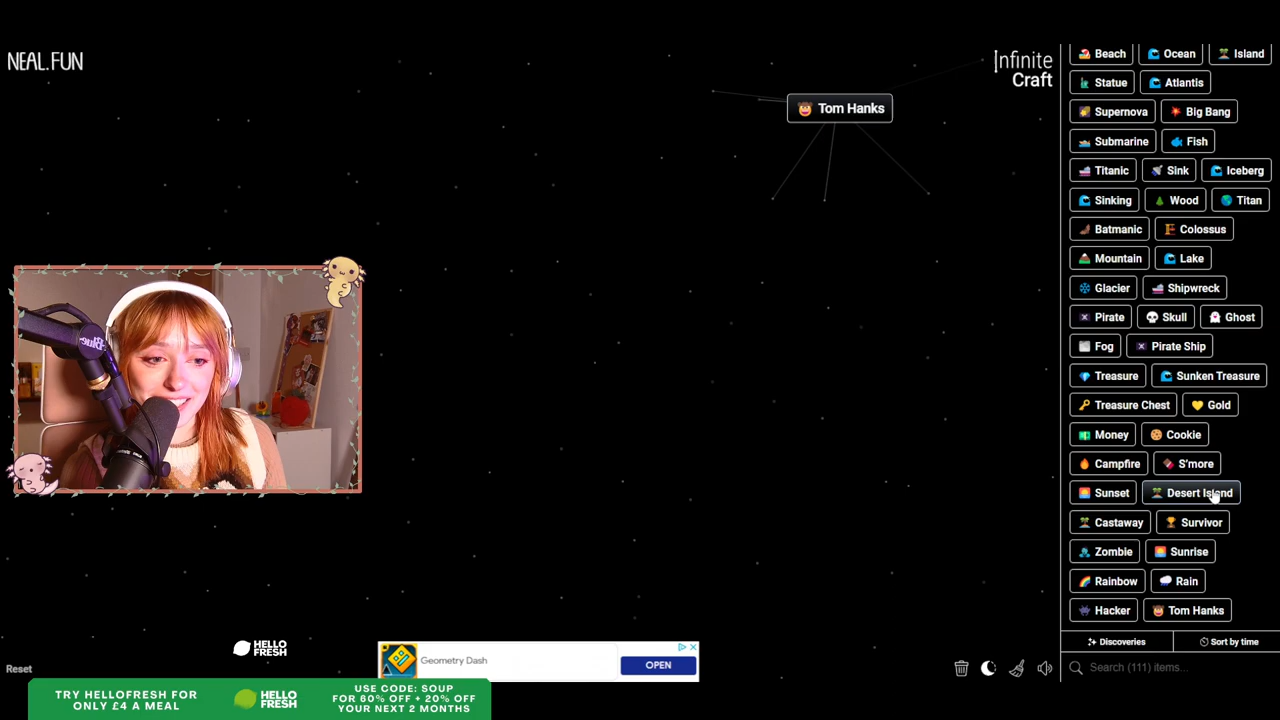 NEAL.FUN
Infinite
Craft
Tom Hanks
Beach Ocean Island
Statue Atlantis
Supernova Big Bang
Submarine Fish
Titanic Sink Iceberg
Sinking Wood Titan
Batmanic Colossus
Mountain Lake
Glacier Shipwreck
Pirate Skull Ghost
Fog Pirate Ship
Treasure Sunken Treasure
Treasure Chest Gold
Money Cookie
Campfire S'more
Sunset Desert Island
Castaway Survivor
Zombie Sunrise
Rainbow Rain
Hacker Tom Hanks
Discoveries Sort by time
Search (111) items...
Reset
HELLO
FRESH
Geometry Dash
OPEN
TRY HELLOFRESH FOR
ONLY £4 A MEAL
HELLO
FRESH
USE CODE: SOUP
FOR 60% OFF + 20% OFF
YOUR NEXT 2 MONTHS